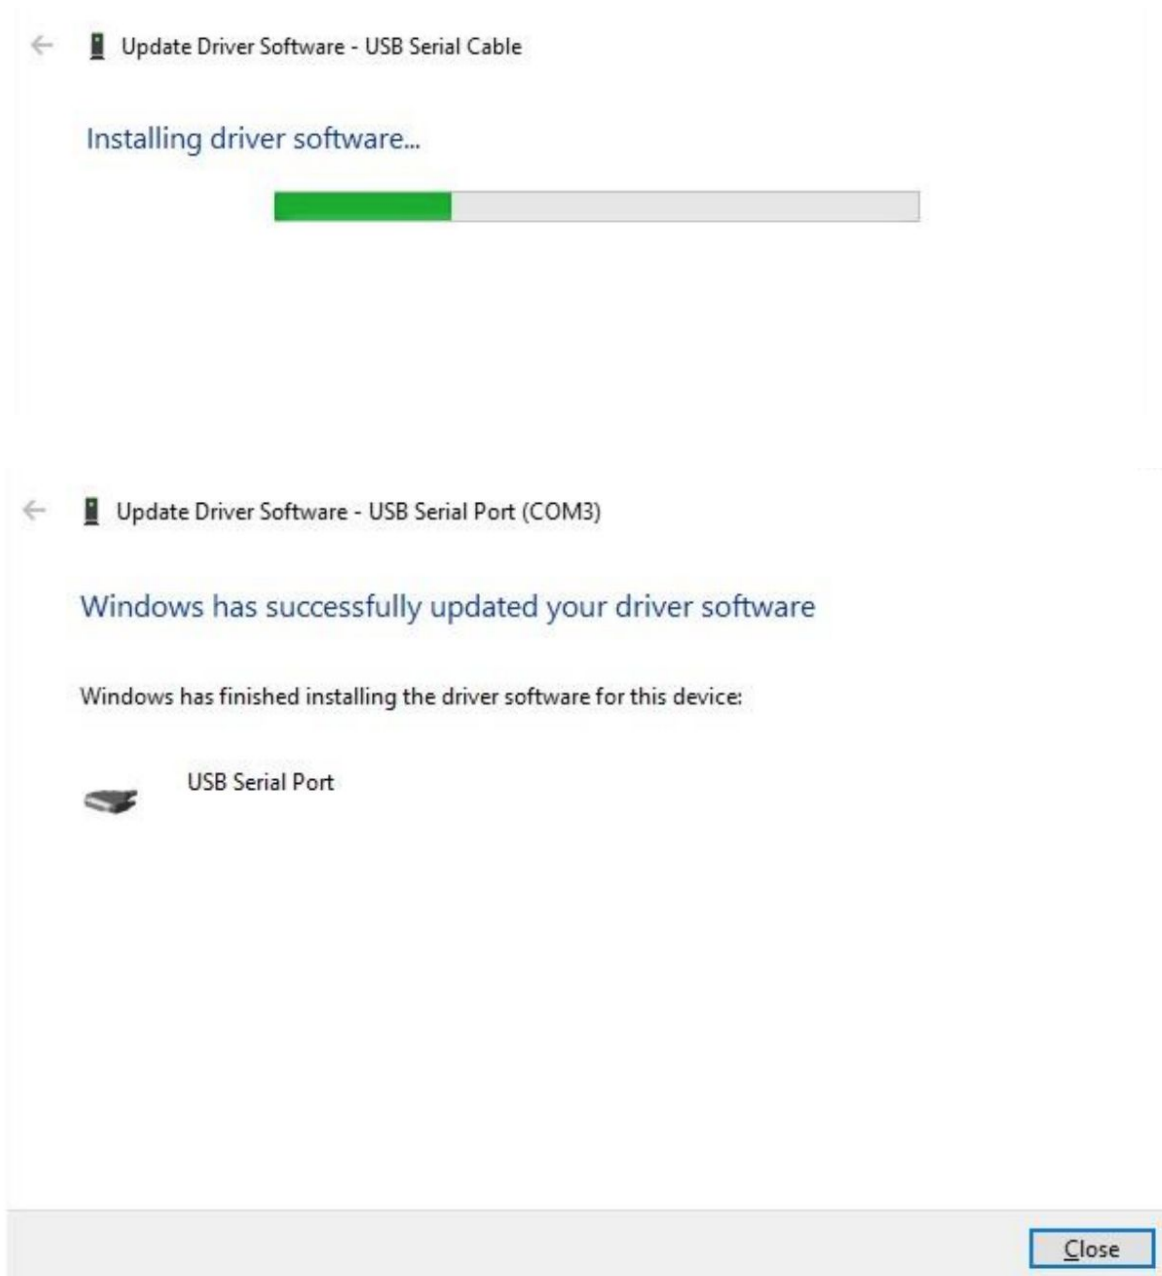 Update Driver Software - USB Serial Cable
Installing driver software...
Update Driver Software - USB Serial Port (COM3)
Windows has successfully updated your driver software
Windows has finished installing the driver software for this device:
USB Serial Port
Close